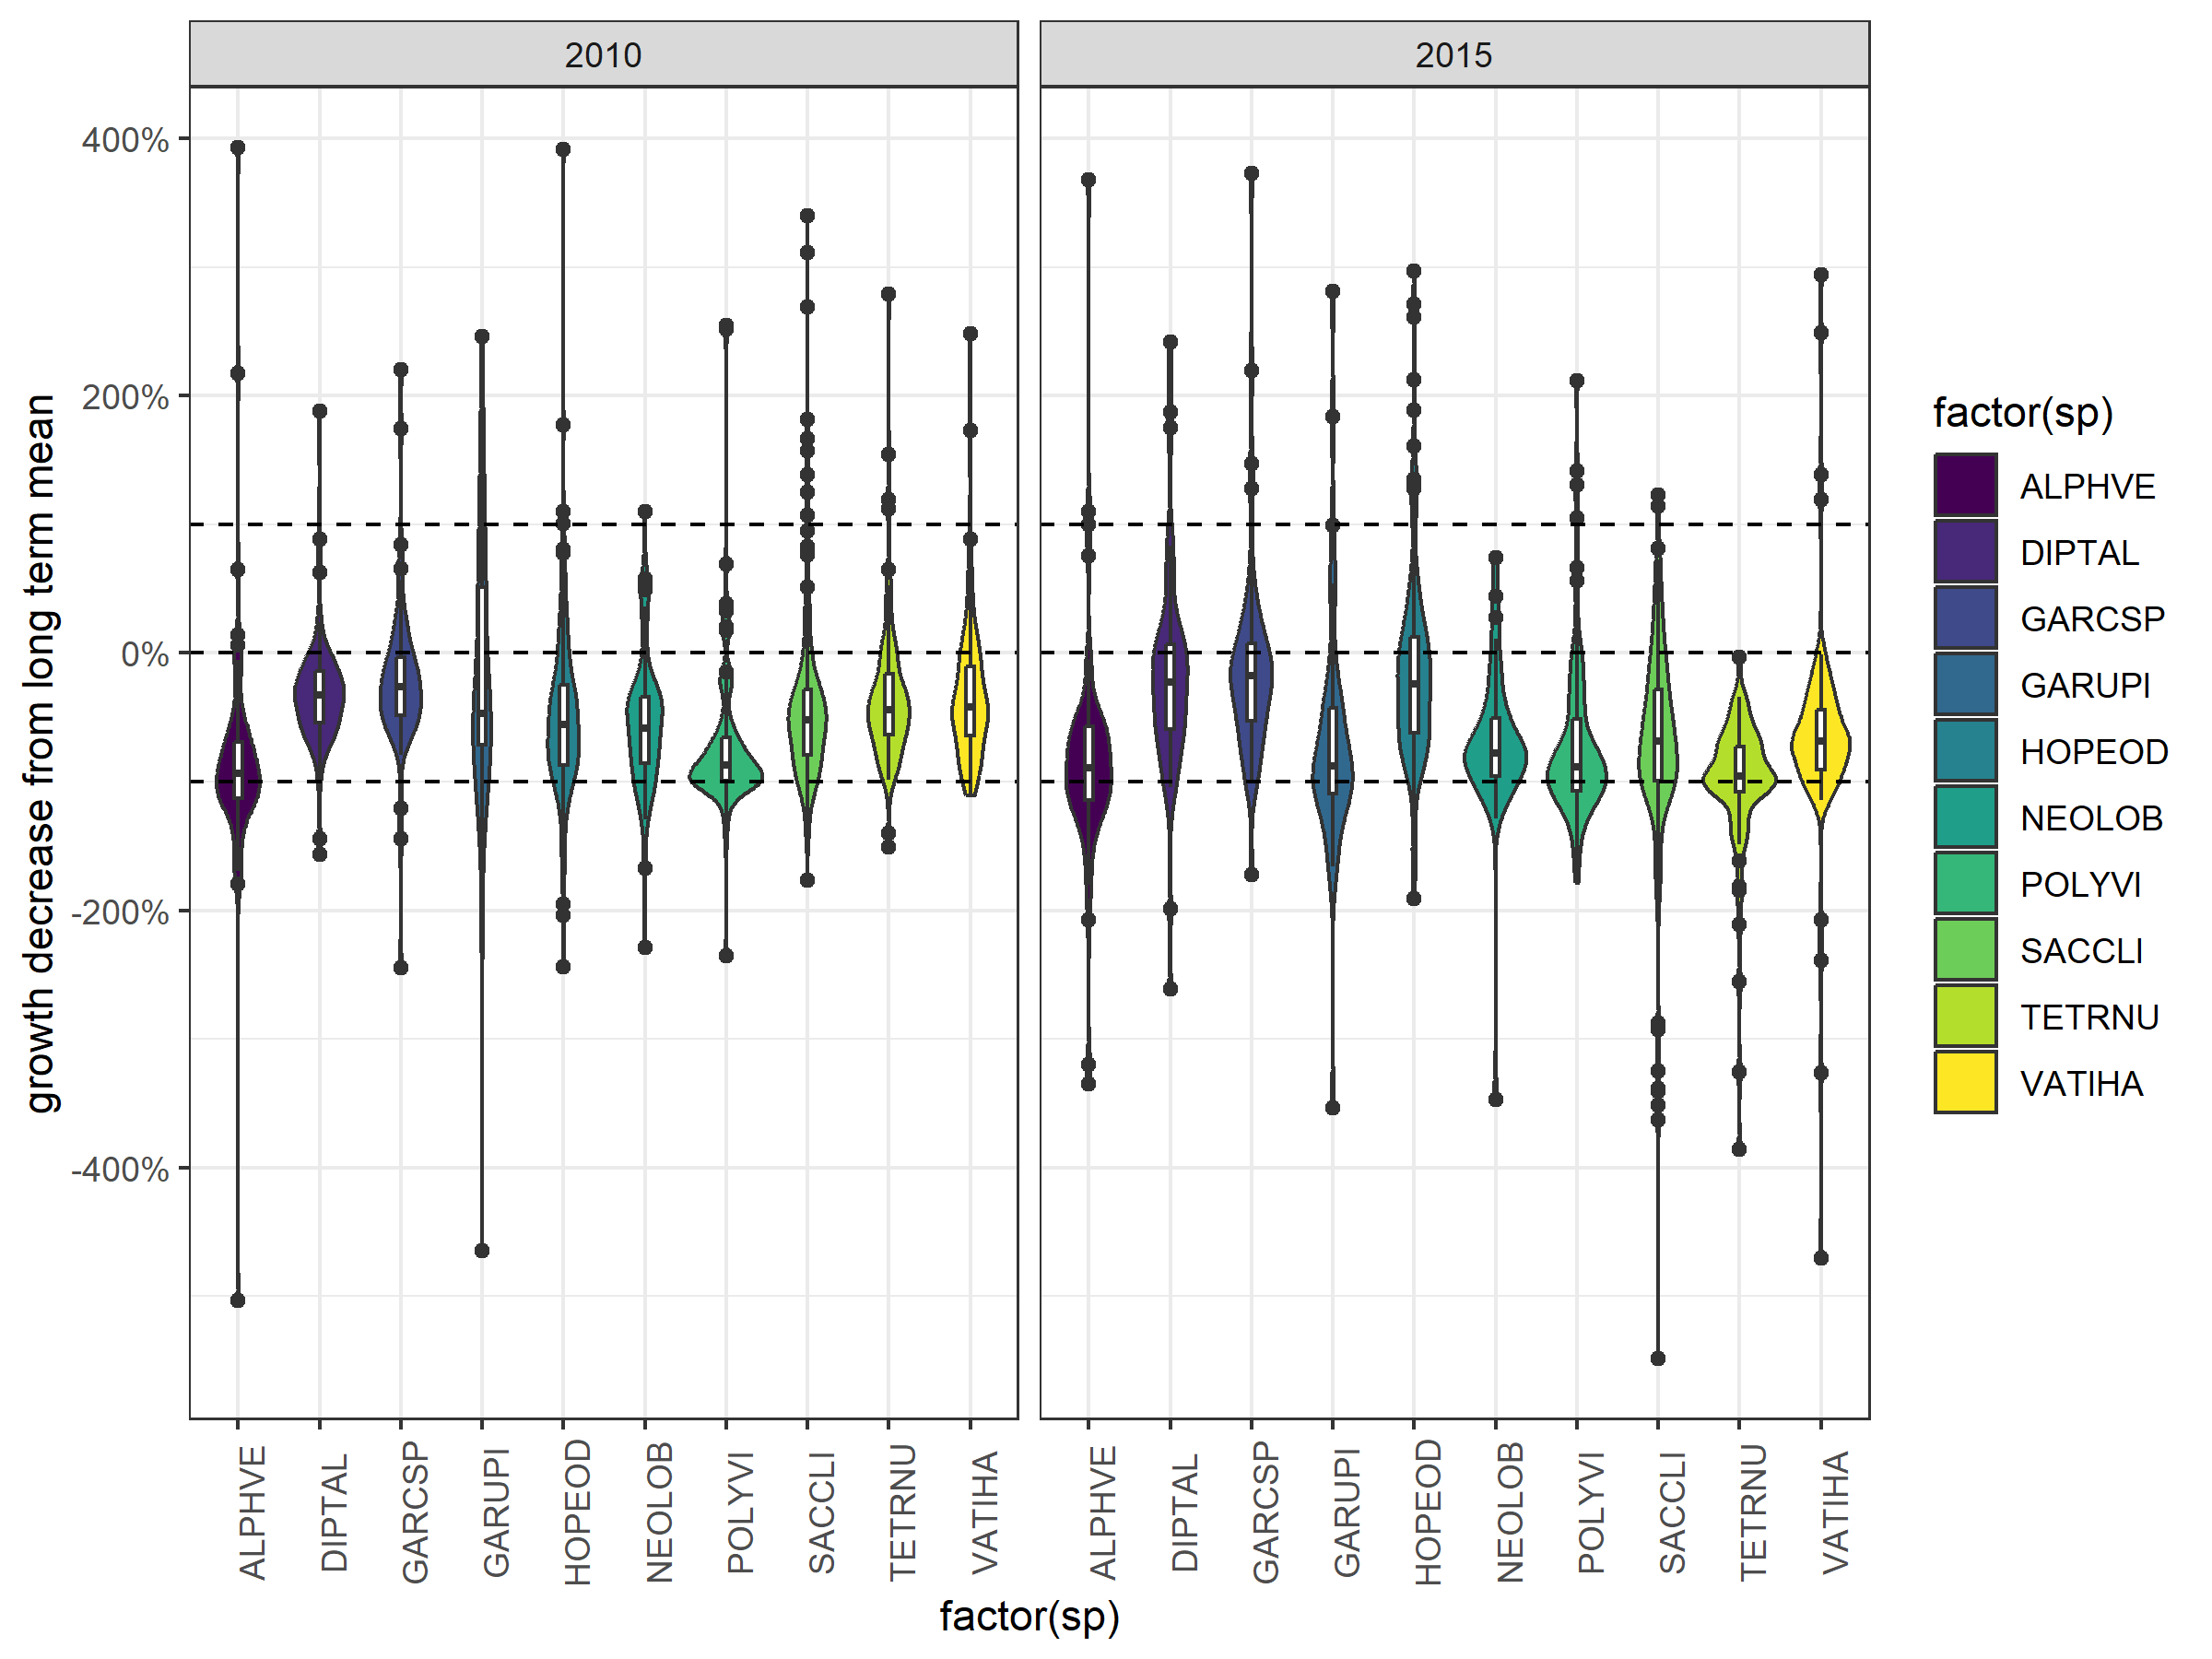 2010
2015
growth decrease from long term mean
400%
200%
0%
-200%
-400%
ALPHVE
DIPTAL
GARCSP
GARUPI
HOPEOD
NEOLOB
POLYVI
SACCLI
TETRNU
VATIHA
ALPHVE
DIPTAL
GARCSP
GARUPI
HOPEOD
NEOLOB
POLYVI
SACCLI
TETRNU
VATIHA
factor(sp)
factor(sp)
ALPHVE
DIPTAL
GARCSP
GARUPI
HOPEOD
NEOLOB
POLYVI
SACCLI
TETRNU
VATIHA